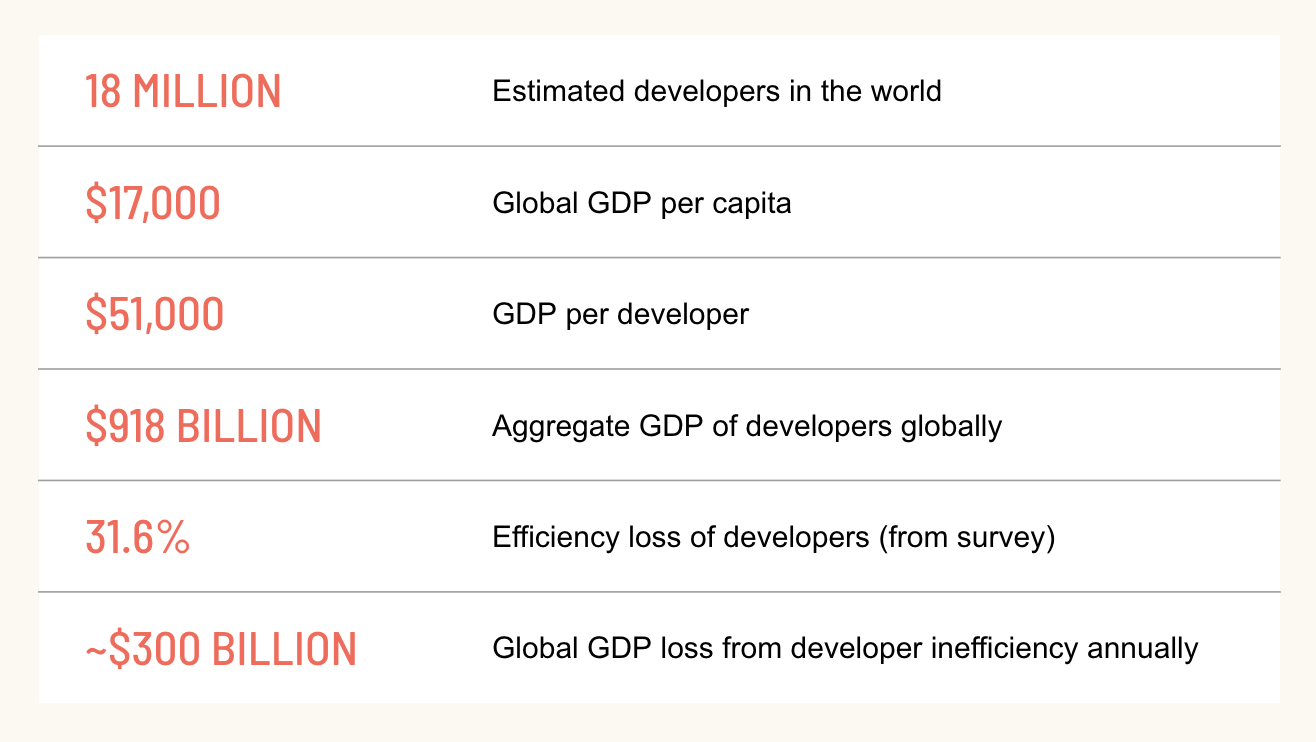 18 MILLION Estimated developers in the world
$17,000 Global GDP per capita
$51,000 GDP per developer
$918 BILLION Aggregate GDP of developers globally
31.6% Efficiency loss of developers (from survey)
~$300 BILLION Global GDP loss from developer inefficiency annually